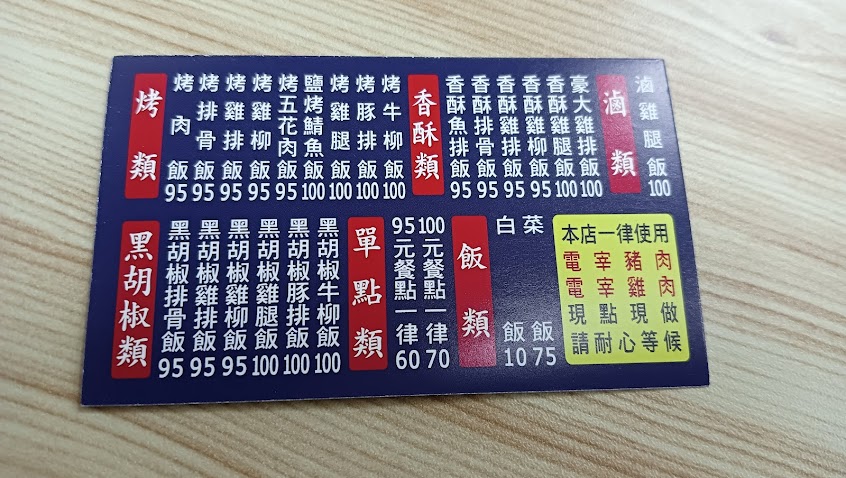 烤類
烤肉飯95
烤排骨飯95
烤雞排飯95
烤雞柳飯95
烤五花肉飯95
鹽烤鯖魚飯100
烤雞腿飯100
烤豚排飯100
烤牛柳飯100
香酥類
香酥魚排飯95
香酥排骨飯95
香酥雞排飯95
香酥雞柳飯95
香酥雞腿飯100
豪大雞排飯100
滷類
滷雞腿飯100
黑胡椒類
黑胡椒排骨飯95
黑胡椒雞排飯95
黑胡椒雞柳飯95
黑胡椒雞腿飯100
黑胡椒豚排飯100
黑胡椒牛柳飯100
單點類
95元餐點一律60
100元餐點一律70
飯類
白飯10
菜飯75
本店一律使用
電宰豬肉
電宰雞肉
現點現做
請耐心等候